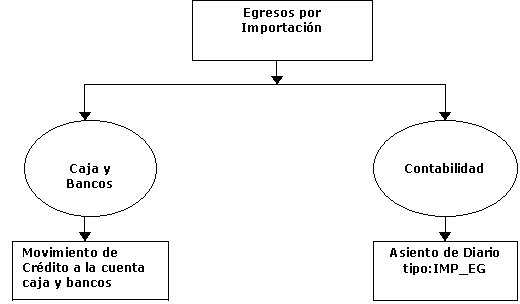 Egresos por
Importación
Caja y
Bancos
Contabilidad
Movimiento de
Crédito a la cuenta
caja y bancos
Asiento de Diario
tipo:IMP_EG